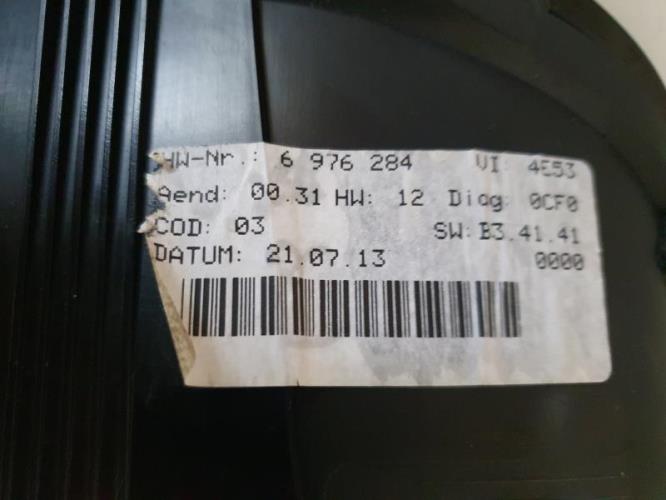 HW-Nr.: 6 976 284 VI: 4E53
Aend: 00.31 HW: 12 Diag: 0CF0
COD: 03 SW: B3.41.41
DATUM: 21.07.13 0000